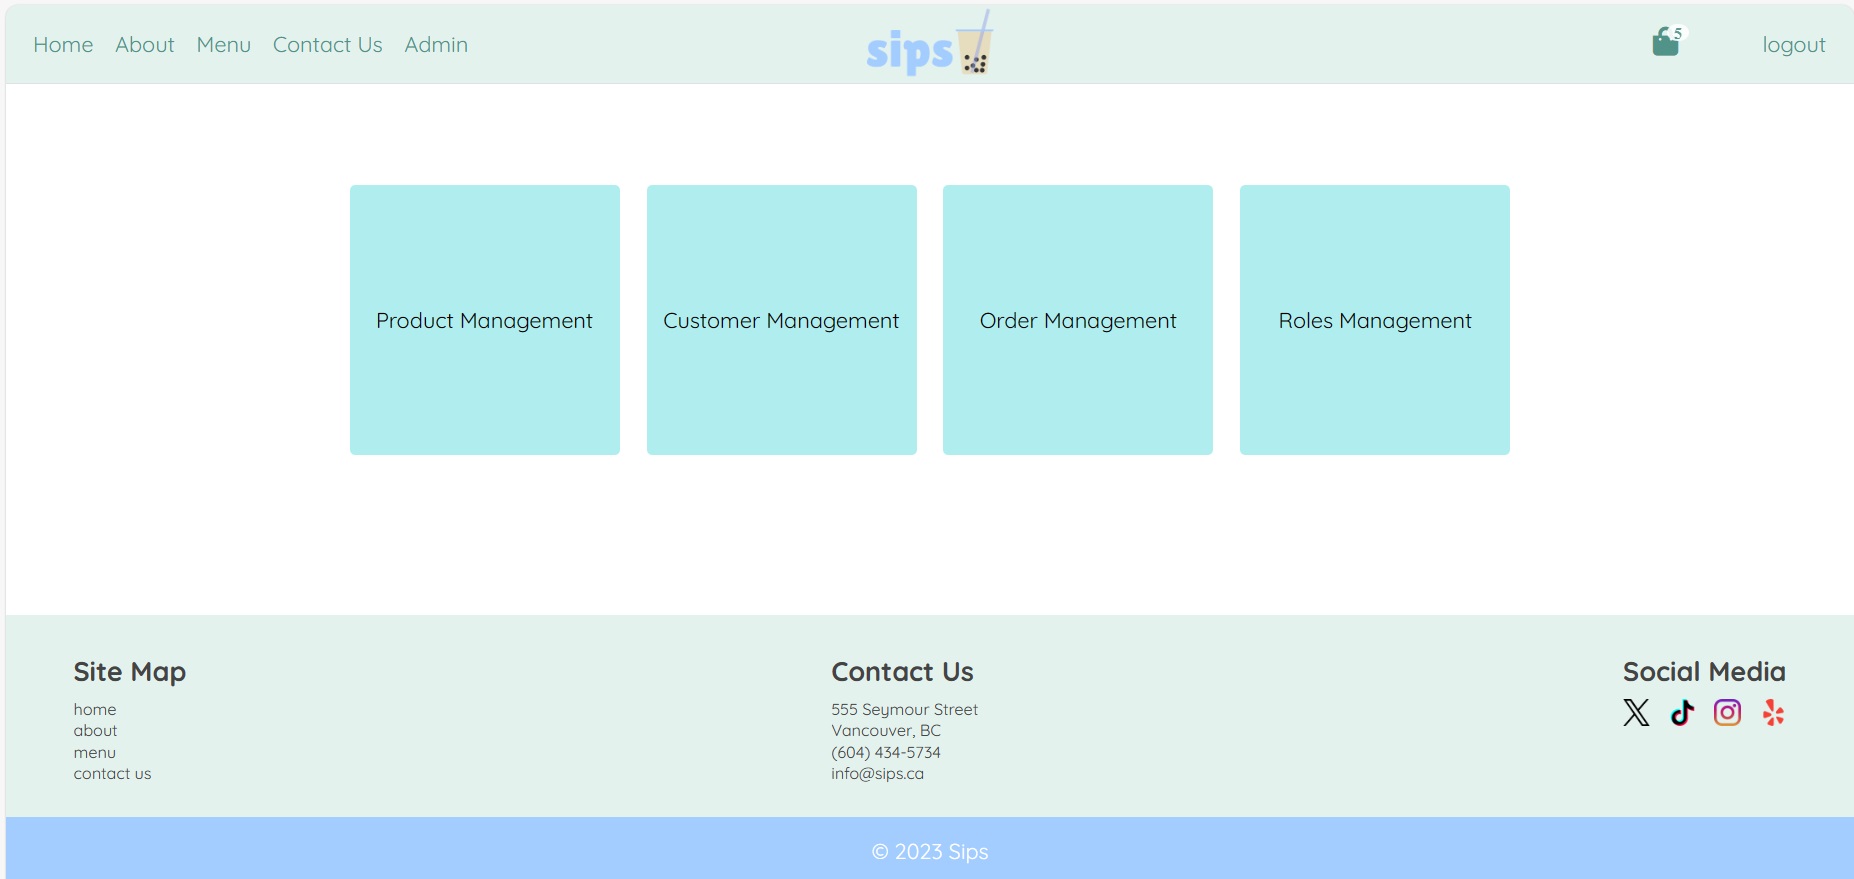 Home About Menu Contact Us Admin
sips
5
logout
Product Management
Customer Management
Order Management
Roles Management
Site Map
home
about
menu
contact us
Contact Us
555 Seymour Street
Vancouver, BC
(604) 434-5734
info@sips.ca
Social Media
© 2023 Sips